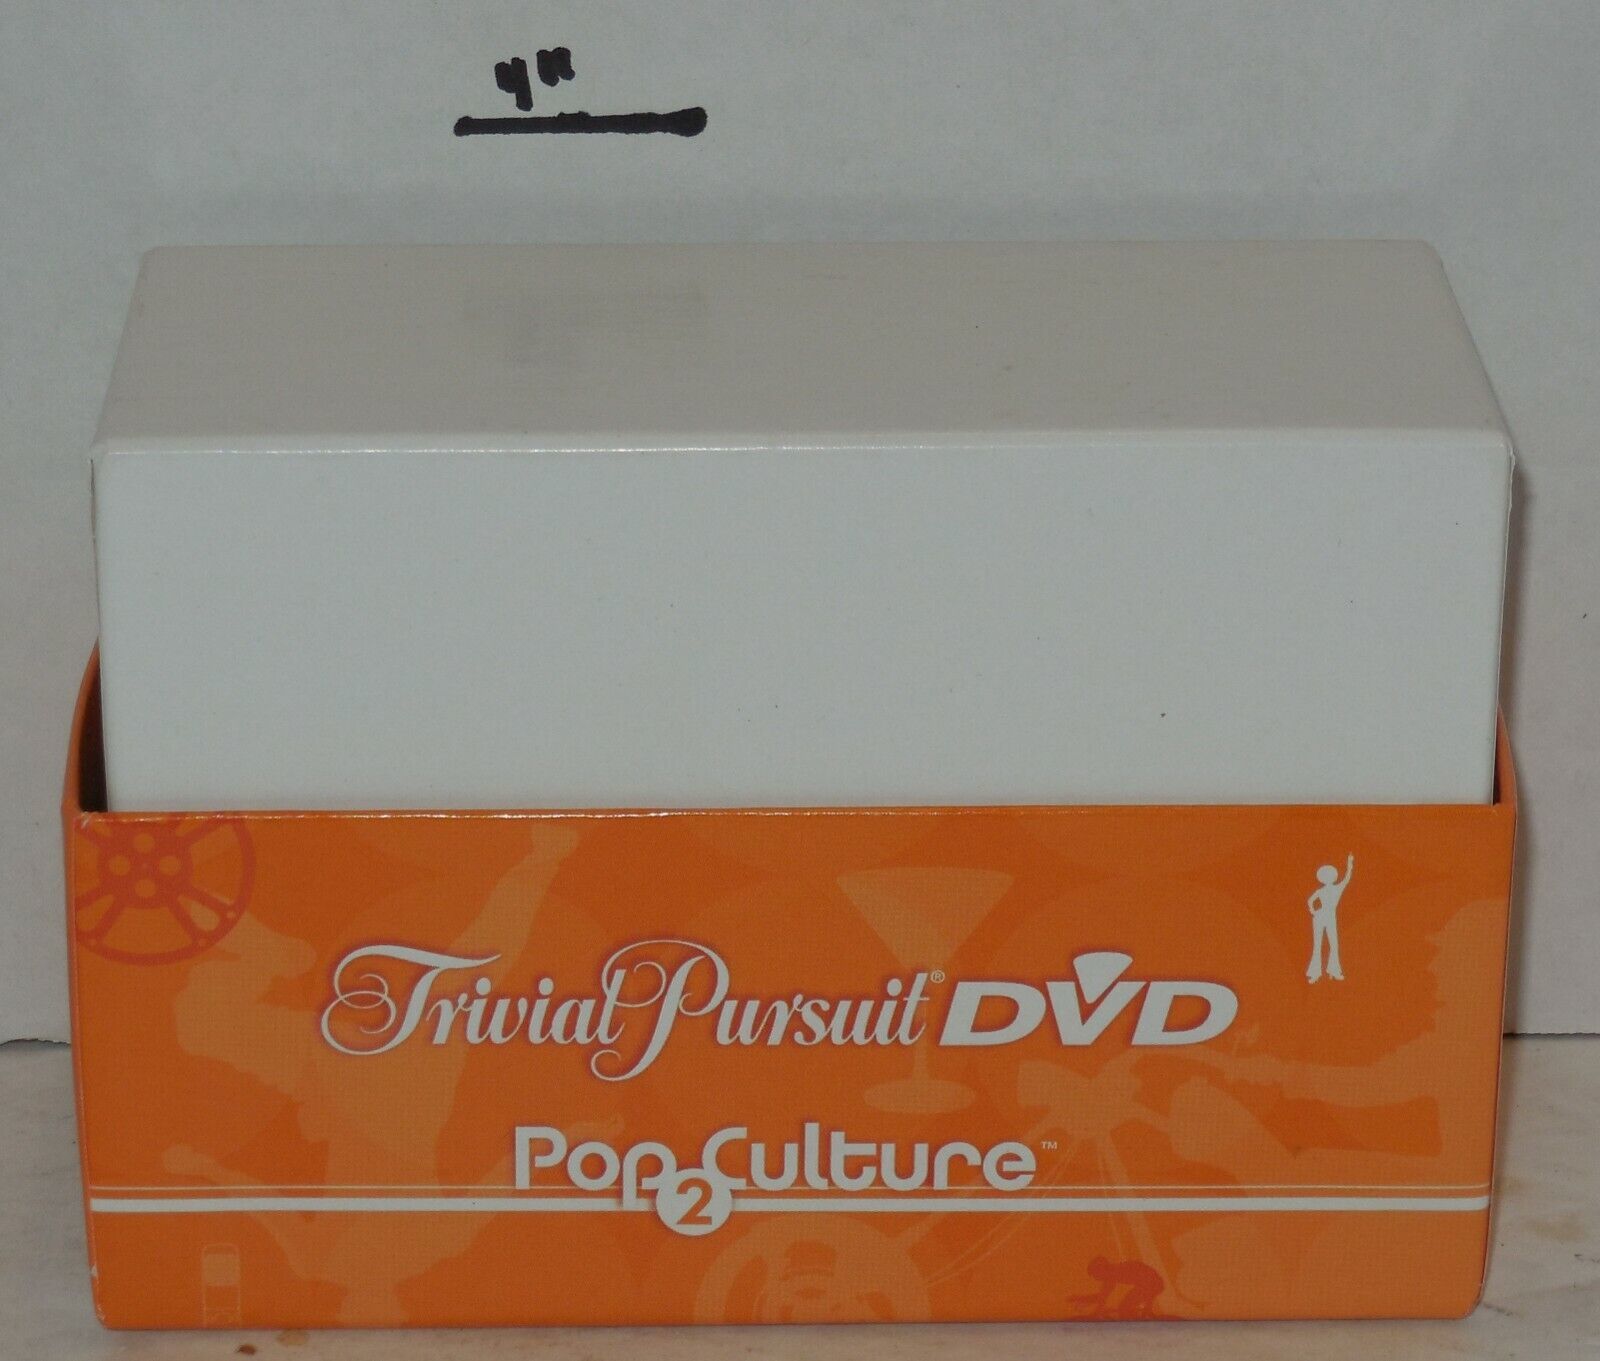 4"
Trivial Pursuit® DVD
Pop Culture™
2